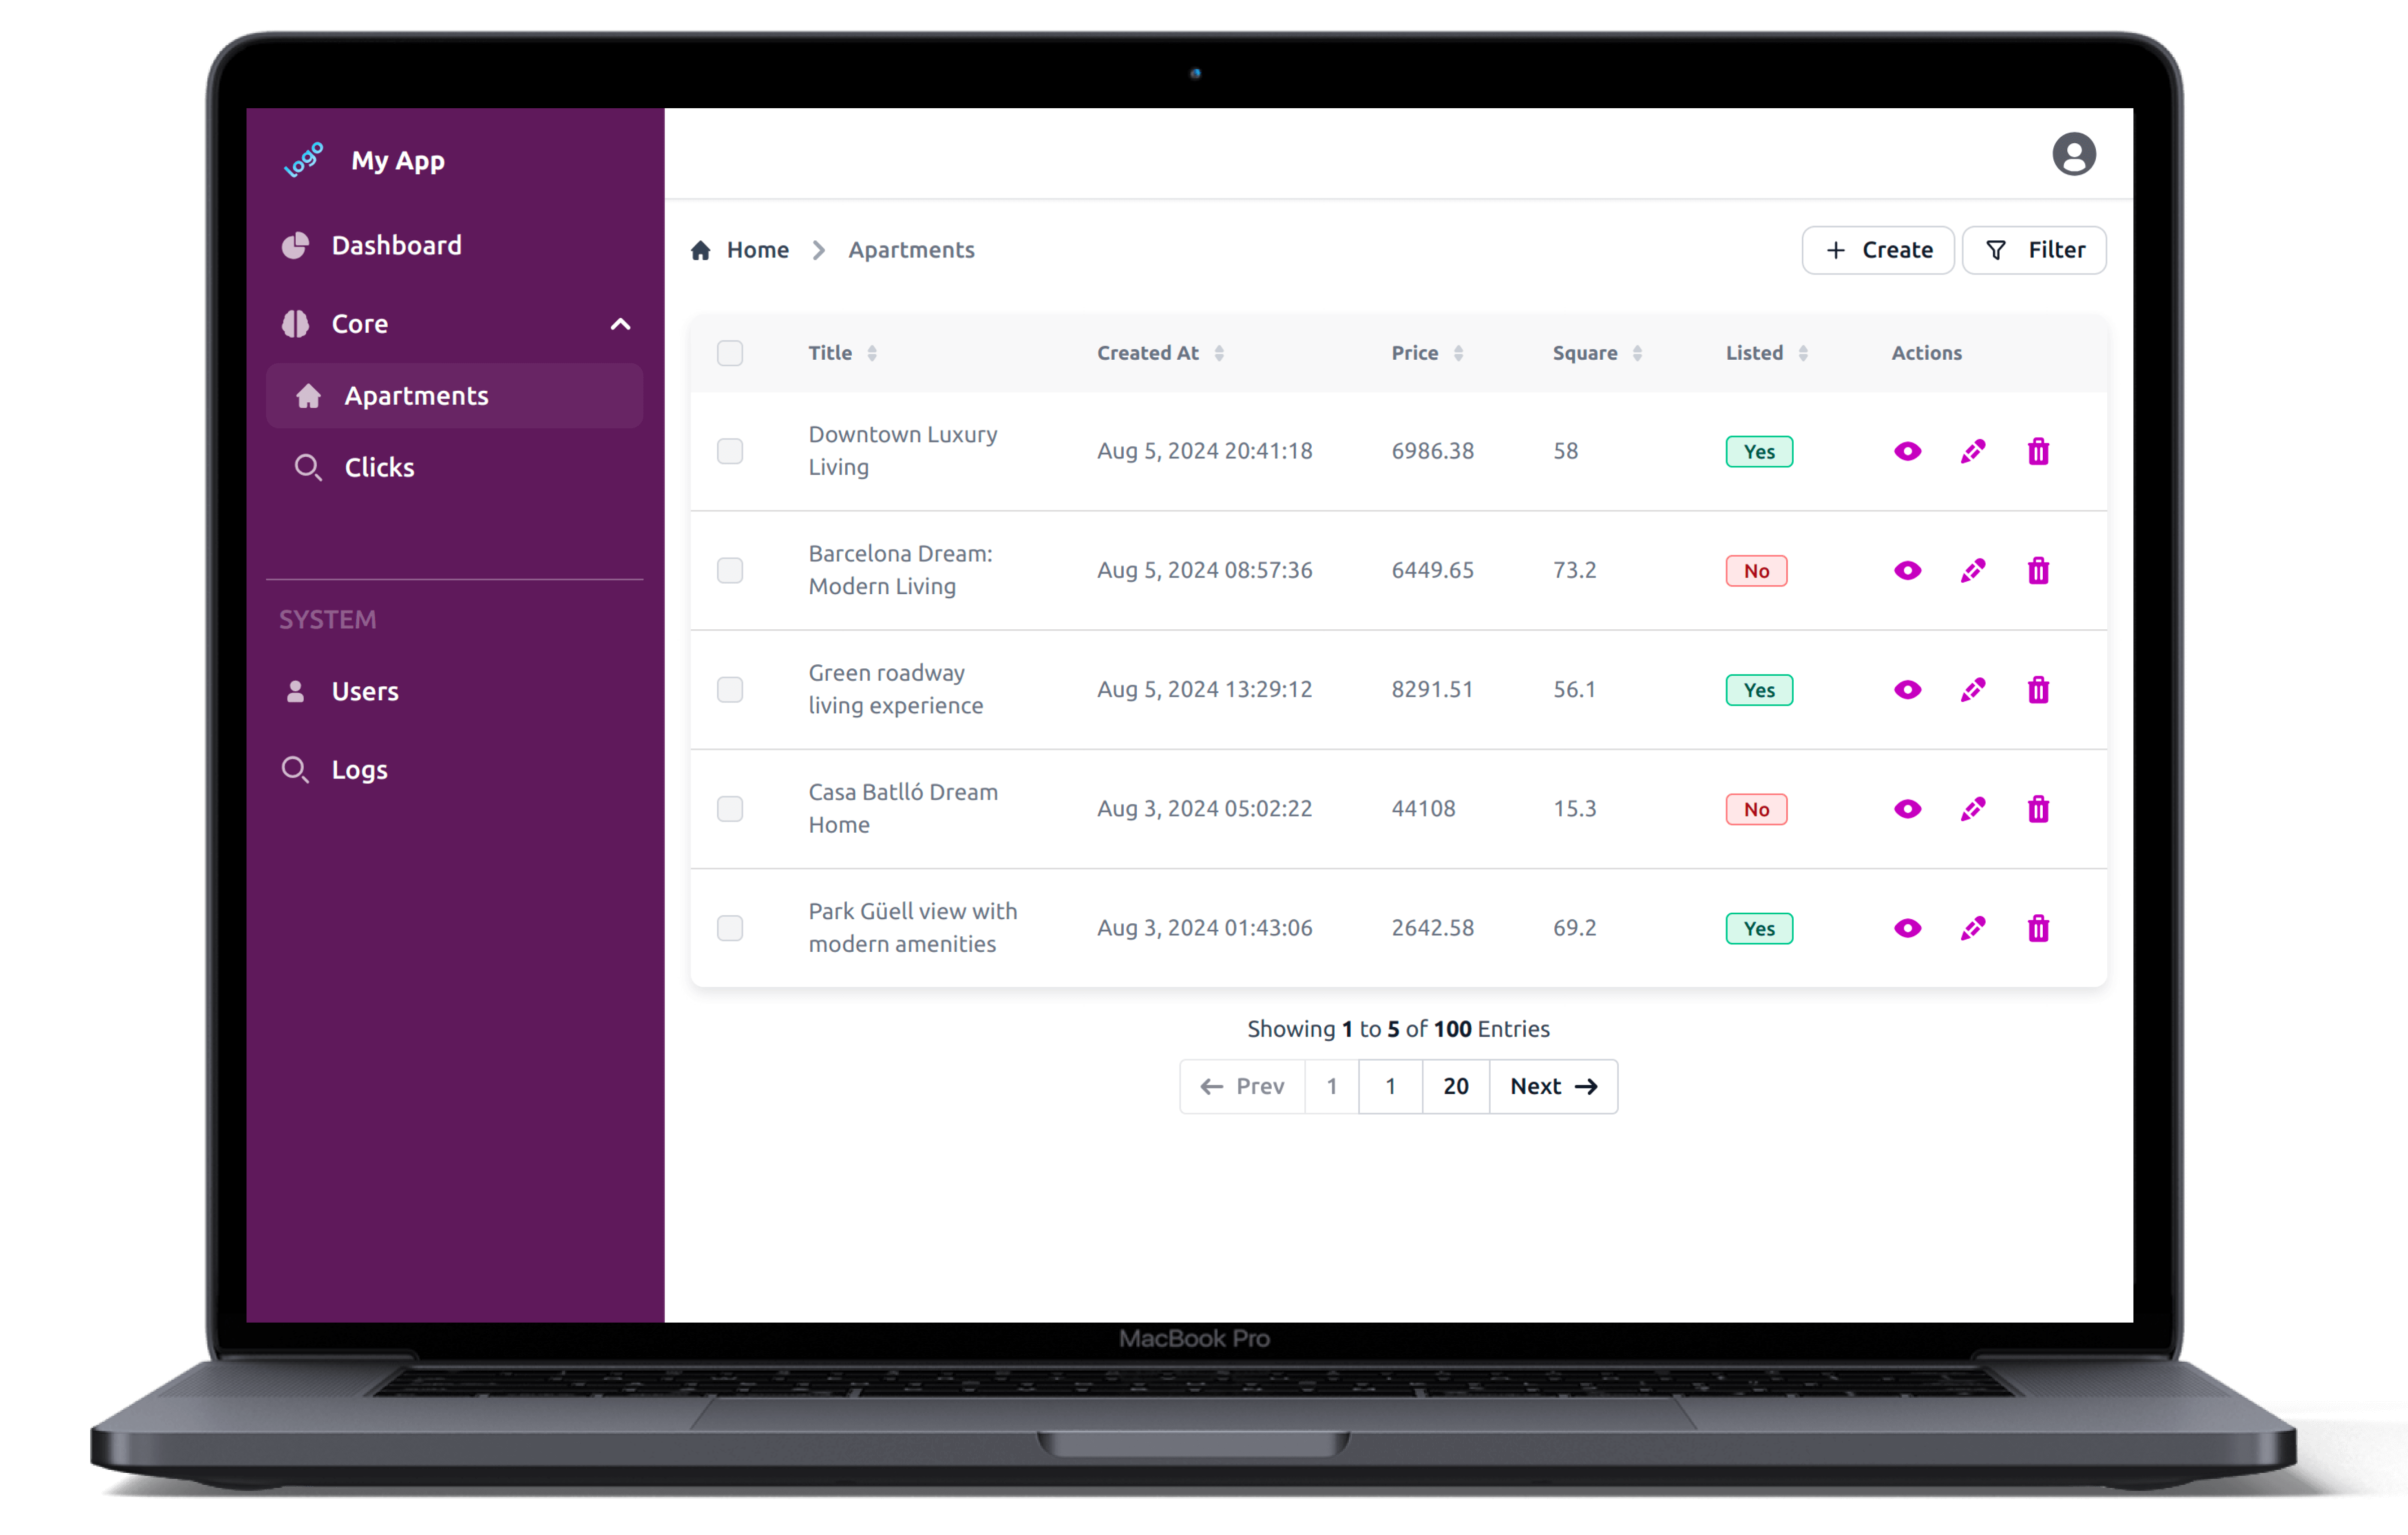 logo My App
Dashboard
Core
Apartments
Clicks
SYSTEM
Users
Logs
Home Apartments
+ Create Filter
Title Created At Price Square Listed Actions
Downtown Luxury
Living
Aug 5, 2024 20:41:18 6986.38 58 Yes
Barcelona Dream:
Modern Living
Aug 5, 2024 08:57:36 6449.65 73.2 No
Green roadway
living experience
Aug 5, 2024 13:29:12 8291.51 56.1 Yes
Casa Batlló Dream
Home
Aug 3, 2024 05:02:22 44108 15.3 No
Park Güell view with
modern amenities
Aug 3, 2024 01:43:06 2642.58 69.2 Yes
Showing 1 to 5 of 100 Entries
← Prev 1 1 20 Next →
MacBook Pro